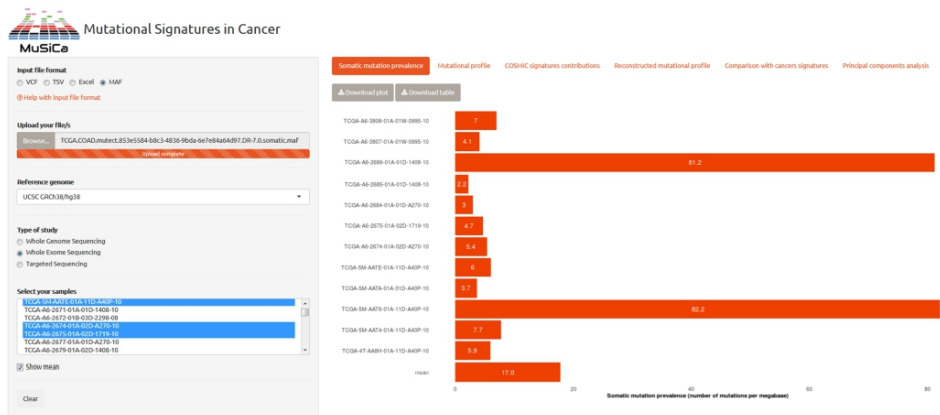 MuSiCa
Mutational Signatures in Cancer
Input file format
VCF TSV Excel MAF
Help with input file format
Upload your file/s
Browse... TCGA.COAD.mutect.853e5584-b8c3-4836-9bda-6e7e84a64d97.DR-7.0.somatic.maf
Upload complete
Reference genome
UCSC GRCh38/hg38
Type of study
Whole Genome Sequencing
Whole Exome Sequencing
Targeted Sequencing
Select your samples
TCGA-5M-AATE-01A-11D-A40P-10
TCGA-A6-2671-01A-01D-1408-10
TCGA-A6-2672-01B-03D-2298-08
TCGA-A6-2674-01A-02D-A270-10
TCGA-A6-2675-01A-02D-1719-10
TCGA-A6-2677-01A-01D-A270-10
TCGA-A6-2679-01A-02D-1408-10
Show mean
Clear
Somatic mutation prevalence Mutational profile COSMIC signatures contributions Reconstructed mutational profile Comparison with cancers signatures Principal components analysis
Download plot Download table
TCGA-A6-3808-01A-01W-0995-10 7
TCGA-A6-3807-01A-01W-0995-10 4.1
TCGA-A6-2686-01A-01D-1408-10 81.2
TCGA-A6-2685-01A-01D-1408-10 2.2
TCGA-A6-2684-01A-01D-A270-10 3
TCGA-A6-2675-01A-02D-1719-10 4.7
TCGA-A6-2674-01A-02D-A270-10 5.4
TCGA-5M-AATE-01A-11D-A40P-10 6
TCGA-5M-AATA-01A-31D-A40P-10 3.7
TCGA-5M-AAT6-01A-11D-A40P-10 82.2
TCGA-5M-AAT4-01A-11D-A40P-10 7.7
TCGA-4T-AA8H-01A-11D-A40P-10 5.9
mean 17.8
0 20 40 60 80
Somatic mutation prevalence (number of mutations per megabase)